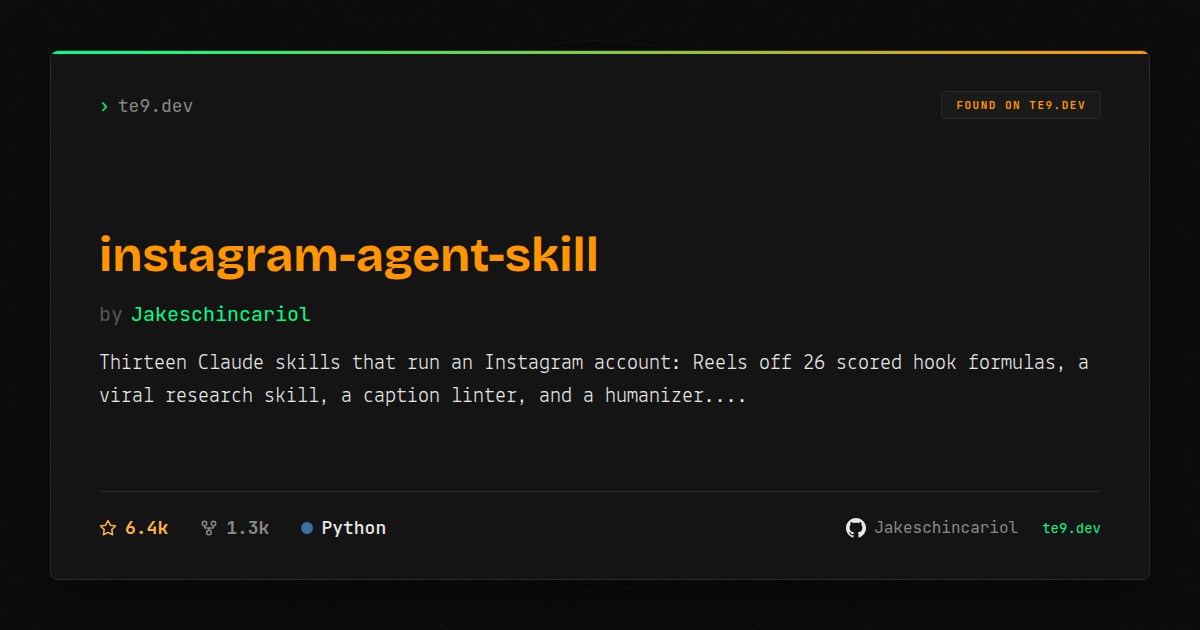 › te9.dev
FOUND ON TE9.DEV
instagram-agent-skill
by Jakeschincariol
Thirteen Claude skills that run an Instagram account: Reels off 26 scored hook formulas, a
viral research skill, a caption linter, and a humanizer....
6.4k 1.3k Python Jakeschincariol te9.dev